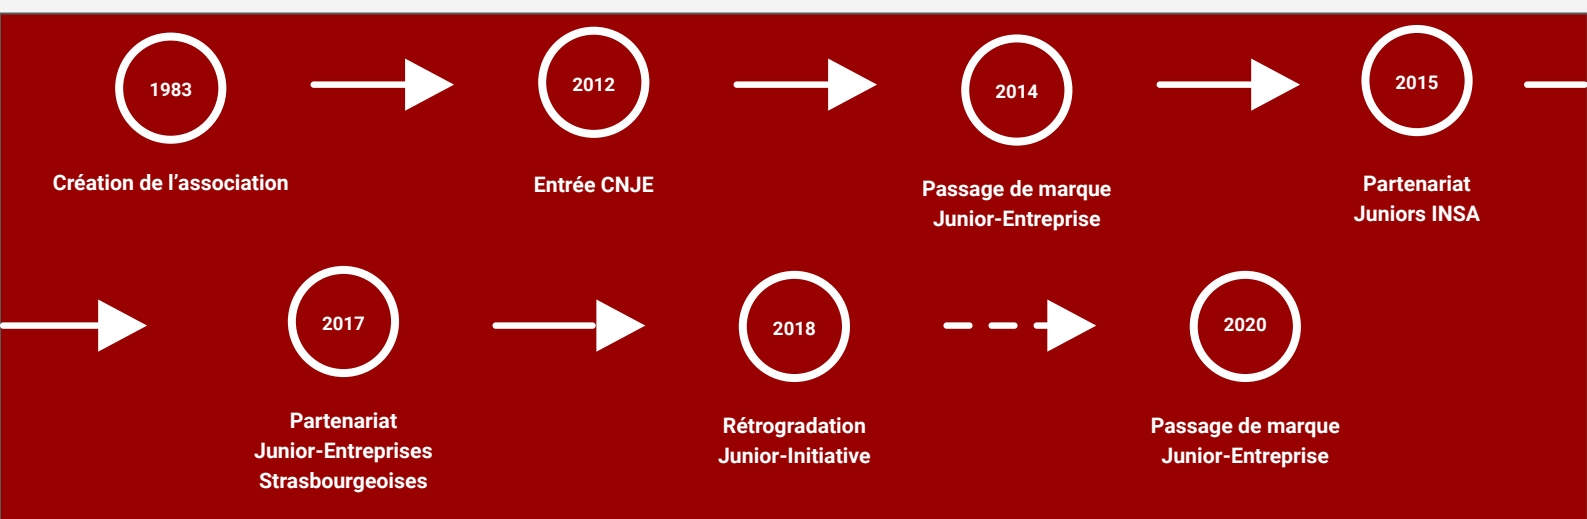 1983
Création de l’association
2012
Entrée CNJE
2014
Passage de marque
Junior-Entreprise
2015
Partenariat
Juniors INSA
2017
Partenariat
Junior-Entreprises
Strasbourgeoises
2018
Rétrogradation
Junior-Initiative
2020
Passage de marque
Junior-Entreprise